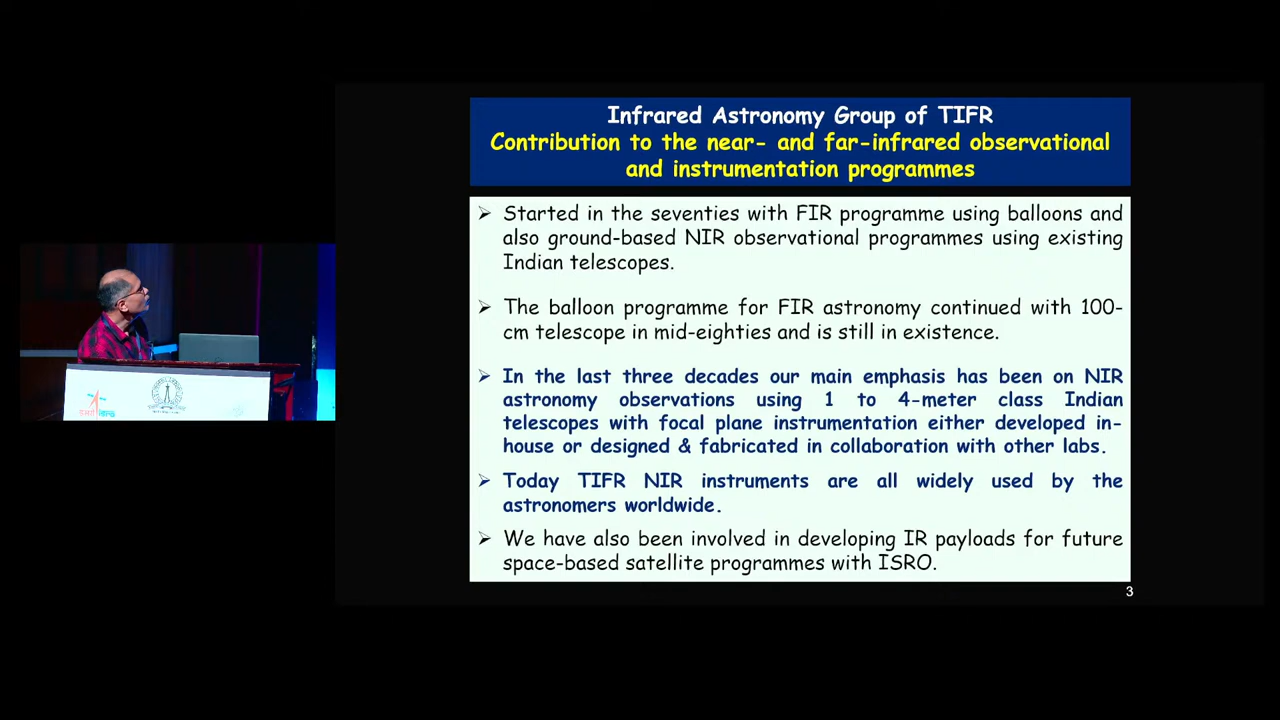 Infrared Astronomy Group of TIFR
Contribution to the near- and far-infrared observational
and instrumentation programmes
➢ Started in the seventies with FIR programme using balloons and
also ground-based NIR observational programmes using existing
Indian telescopes.
➢ The balloon programme for FIR astronomy continued with 100-
cm telescope in mid-eighties and is still in existence.
➢ In the last three decades our main emphasis has been on NIR
astronomy observations using 1 to 4-meter class Indian
telescopes with focal plane instrumentation either developed in-
house or designed & fabricated in collaboration with other labs.
➢ Today TIFR NIR instruments are all widely used by the
astronomers worldwide.
➢ We have also been involved in developing IR payloads for future
space-based satellite programmes with ISRO.
3
इसरो isro